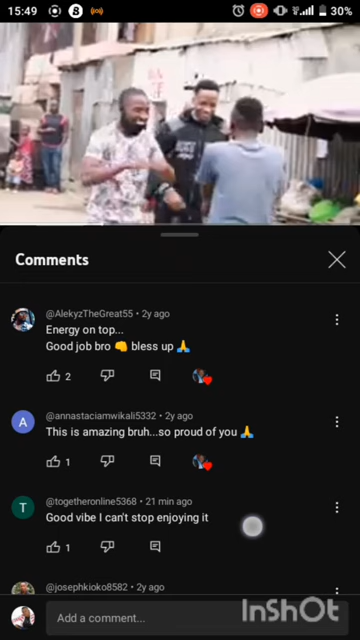 15:49
30%
Comments
@AlekyzTheGreat55 • 2y ago
Energy on top...
Good job bro 👊 bless up 🙏
2
@annastaciamwikali5332 • 2y ago
This is amazing bruh...so proud of you 🙏
1
T
@togetheronline5368 • 21 min ago
Good vibe I can't stop enjoying it
1
@josephkioko8582 • 2y ago
Add a comment...
InShOt